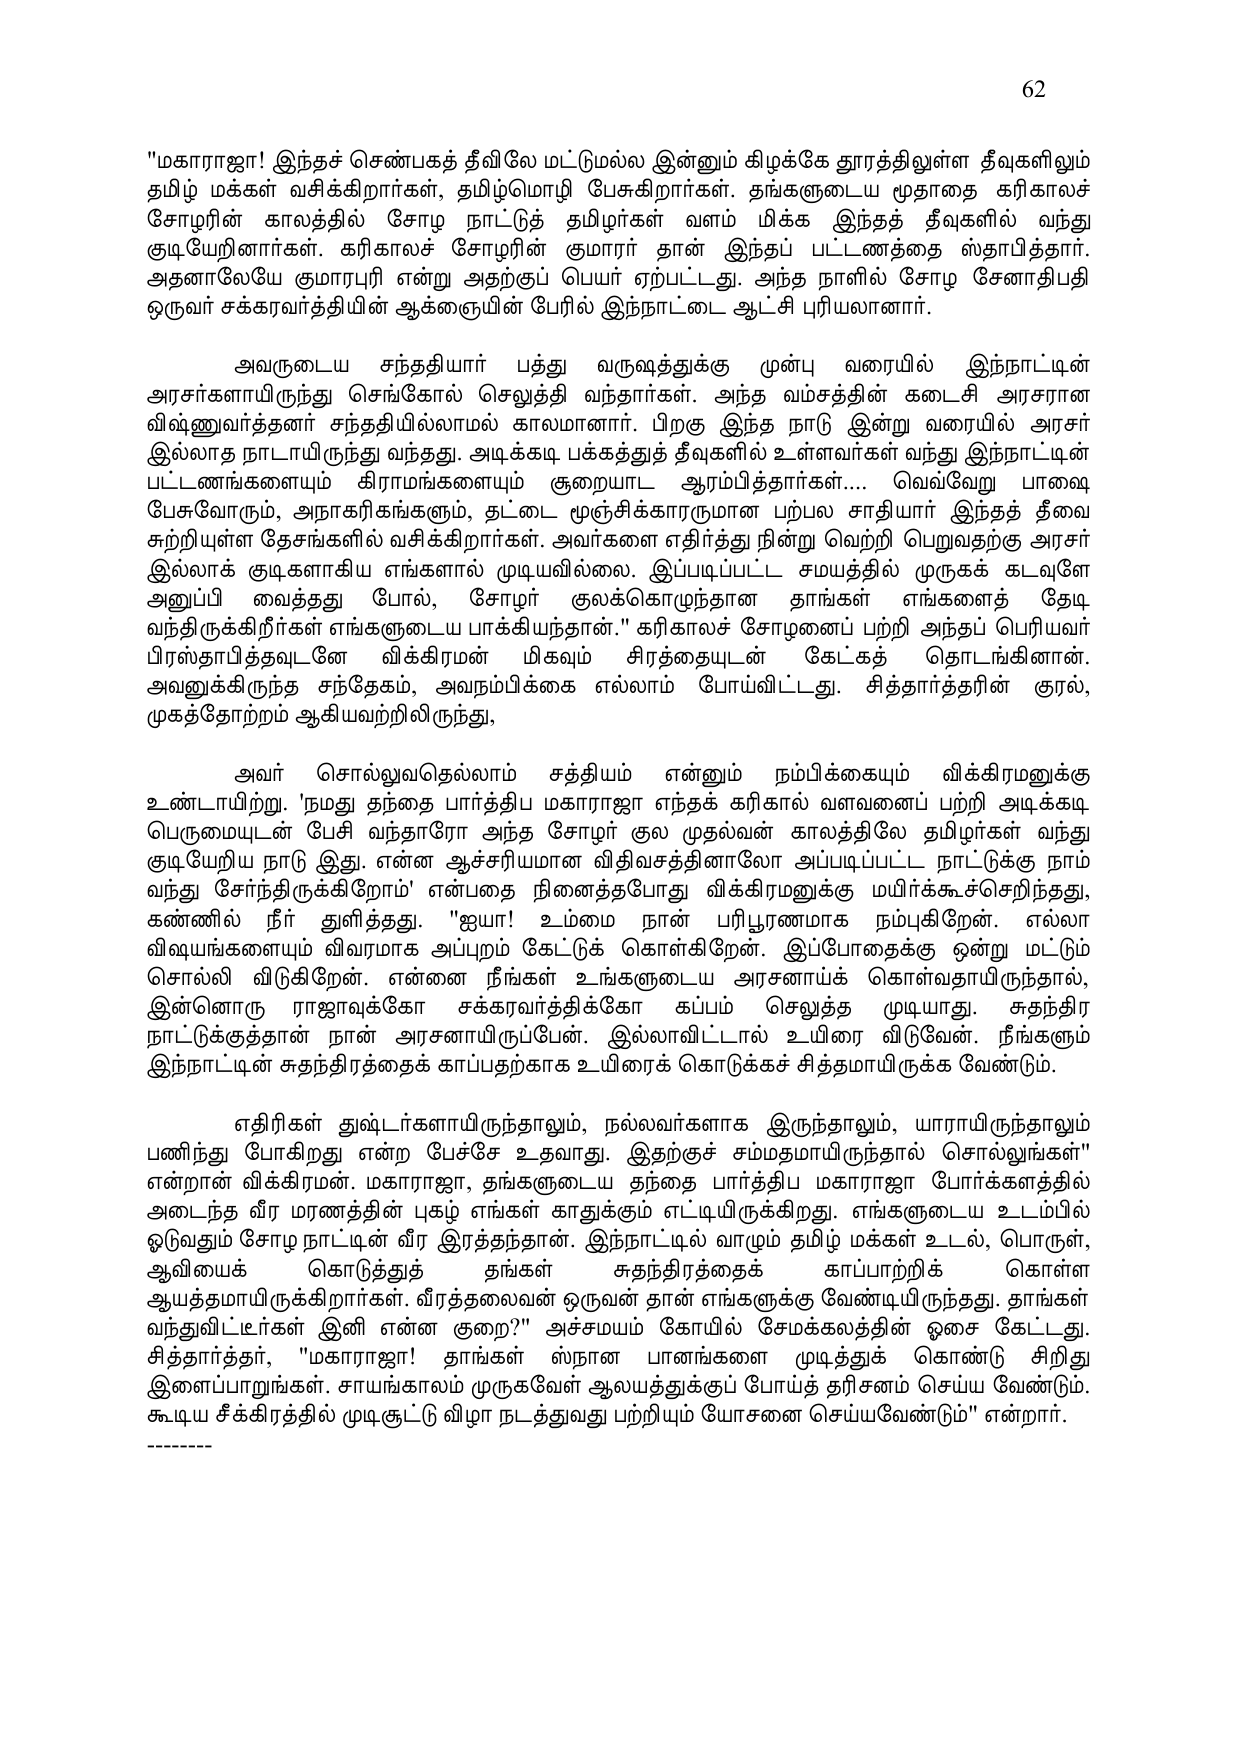 62
"மகாராஜா! இந்தச் செண்பகத் தீவிலே மட்டுமல்ல இன்னும் கிழக்கே தூரத்திலுள்ள தீவுகளிலும்
தமிழ் மக்கள் வசிக்கிறார்கள், தமிழ்மொழி பேசுகிறார்கள். தங்களுடைய மூதாதை கரிகாலச்
சோழரின் காலத்தில் சோழ நாட்டுத் தமிழர்கள் வளம் மிக்க இந்தத் தீவுகளில் வந்து
குடியேறினார்கள். கரிகாலச் சோழரின் குமாரர் தான் இந்தப் பட்டணத்தை ஸ்தாபித்தார்.
அதனாலேயே குமாரபுரி என்று அதற்குப் பெயர் ஏற்பட்டது. அந்த நாளில் சோழ சேனாதிபதி
ஒருவர் சக்கரவர்த்தியின் ஆக்ஞையின் பேரில் இந்நாட்டை ஆட்சி புரியலானார்.
அவருடைய சந்ததியார் பத்து வருஷத்துக்கு முன்பு வரையில் இந்நாட்டின்
அரசர்களாயிருந்து செங்கோல் செலுத்தி வந்தார்கள். அந்த வம்சத்தின் கடைசி அரசரான
விஷ்ணுவர்த்தனர் சந்ததியில்லாமல் காலமானார். பிறகு இந்த நாடு இன்று வரையில் அரசர்
இல்லாத நாடாயிருந்து வந்தது. அடிக்கடி பக்கத்துத் தீவுகளில் உள்ளவர்கள் வந்து இந்நாட்டின்
பட்டணங்களையும் கிராமங்களையும் சூறையாட ஆரம்பித்தார்கள்.... வெவ்வேறு பாஷை
பேசுவோரும், அநாகரிகங்களும், தட்டை மூஞ்சிக்காரருமான பற்பல சாதியார் இந்தத் தீவை
சுற்றியுள்ள தேசங்களில் வசிக்கிறார்கள். அவர்களை எதிர்த்து நின்று வெற்றி பெறுவதற்கு அரசர்
இல்லாக் குடிகளாகிய எங்களால் முடியவில்லை. இப்படிப்பட்ட சமயத்தில் முருகக் கடவுளே
அனுப்பி வைத்தது போல், சோழர் குலக்கொழுந்தான தாங்கள் எங்களைத் தேடி
வந்திருக்கிறீர்கள் எங்களுடைய பாக்கியந்தான்." கரிகாலச் சோழனைப் பற்றி அந்தப் பெரியவர்
பிரஸ்தாபித்தவுடனே விக்கிரமன் மிகவும் சிரத்தையுடன் கேட்கத் தொடங்கினான்.
அவனுக்கிருந்த சந்தேகம், அவநம்பிக்கை எல்லாம் போய்விட்டது. சித்தார்த்தரின் குரல்,
முகத்தோற்றம் ஆகியவற்றிலிருந்து,
அவர் சொல்லுவதெல்லாம் சத்தியம் என்னும் நம்பிக்கையும் விக்கிரமனுக்கு
உண்டாயிற்று. 'நமது தந்தை பார்த்திப மகாராஜா எந்தக் கரிகால் வளவனைப் பற்றி அடிக்கடி
பெருமையுடன் பேசி வந்தாரோ அந்த சோழர் குல முதல்வன் காலத்திலே தமிழர்கள் வந்து
குடியேறிய நாடு இது. என்ன ஆச்சரியமான விதிவசத்தினாலோ அப்படிப்பட்ட நாட்டுக்கு நாம்
வந்து சேர்ந்திருக்கிறோம்' என்பதை நினைத்தபோது விக்கிரமனுக்கு மயிர்க்கூச்செறிந்தது,
கண்ணில் நீர் துளித்தது. "ஐயா! உம்மை நான் பரிபூரணமாக நம்புகிறேன். எல்லா
விஷயங்களையும் விவரமாக அப்புறம் கேட்டுக் கொள்கிறேன். இப்போதைக்கு ஒன்று மட்டும்
சொல்லி விடுகிறேன். என்னை நீங்கள் உங்களுடைய அரசனாய்க் கொள்வதாயிருந்தால்,
இன்னொரு ராஜாவுக்கோ சக்கரவர்த்திக்கோ கப்பம் செலுத்த முடியாது. சுதந்திர
நாட்டுக்குத்தான் நான் அரசனாயிருப்பேன். இல்லாவிட்டால் உயிரை விடுவேன். நீங்களும்
இந்நாட்டின் சுதந்திரத்தைக் காப்பதற்காக உயிரைக் கொடுக்கச் சித்தமாயிருக்க வேண்டும்.
எதிரிகள் துஷ்டர்களாயிருந்தாலும், நல்லவர்களாக இருந்தாலும், யாராயிருந்தாலும்
பணிந்து போகிறது என்ற பேச்சே உதவாது. இதற்குச் சம்மதமாயிருந்தால் சொல்லுங்கள்"
என்றான் விக்கிரமன். மகாராஜா, தங்களுடைய தந்தை பார்த்திப மகாராஜா போர்க்களத்தில்
அடைந்த வீர மரணத்தின் புகழ் எங்கள் காதுக்கும் எட்டியிருக்கிறது. எங்களுடைய உடம்பில்
ஓடுவதும் சோழ நாட்டின் வீர இரத்தந்தான். இந்நாட்டில் வாழும் தமிழ் மக்கள் உடல், பொருள்,
ஆவியைக் கொடுத்துத் தங்கள் சுதந்திரத்தைக் காப்பாற்றிக் கொள்ள
ஆயத்தமாயிருக்கிறார்கள். வீரத்தலைவன் ஒருவன் தான் எங்களுக்கு வேண்டியிருந்தது. தாங்கள்
வந்துவிட்டீர்கள் இனி என்ன குறை?" அச்சமயம் கோயில் சேமக்கலத்தின் ஓசை கேட்டது.
சித்தார்த்தர், "மகாராஜா! தாங்கள் ஸ்நான பானங்களை முடித்துக் கொண்டு சிறிது
இளைப்பாறுங்கள். சாயங்காலம் முருகவேள் ஆலயத்துக்குப் போய்த் தரிசனம் செய்ய வேண்டும்.
கூடிய சீக்கிரத்தில் முடிசூட்டு விழா நடத்துவது பற்றியும் யோசனை செய்யவேண்டும்" என்றார்.
--------